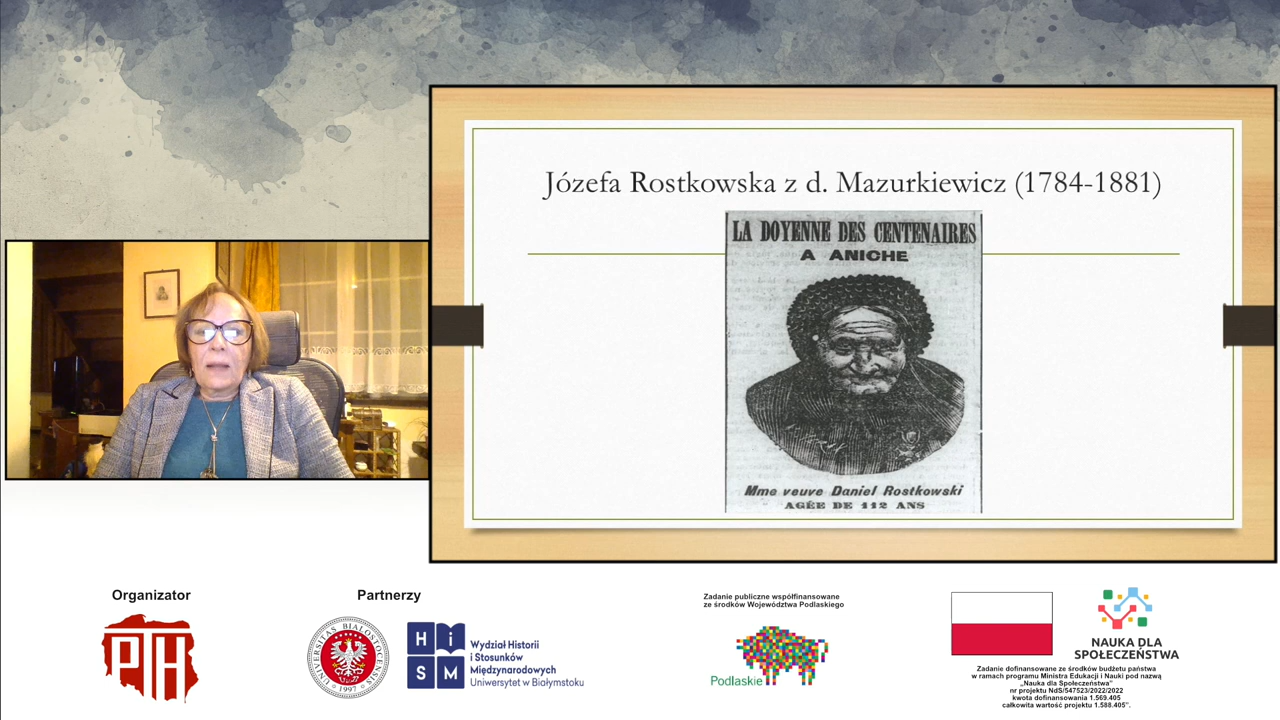 Józefa Rostkowska z d. Mazurkiewicz (1784-1881)
LA DOYENNE DES CENTENAIRES
A ANICHE
Mme veuve Daniel Rostkowski
AGÉE DE 112 ANS
Organizator
PTH
Partnerzy
UNIVERSITAS BIALOSTOCENSIS
1997
H i
S M
Wydział Historii
i Stosunków
Międzynarodowych
Uniwersytet w Białymstoku
Zadanie publiczne współfinansowane
ze środków Województwa Podlaskiego
Podlaskie
NAUKA DLA
SPOŁECZEŃSTWA
Zadanie dofinansowane ze środków budżetu państwa
w ramach programu Ministra Edukacji i Nauki pod nazwą
„Nauka dla Społeczeństwa"
nr projektu NdS/547523/2022/2022
kwota dofinansowania 1.569.405
całkowita wartość projektu 1.588.405".